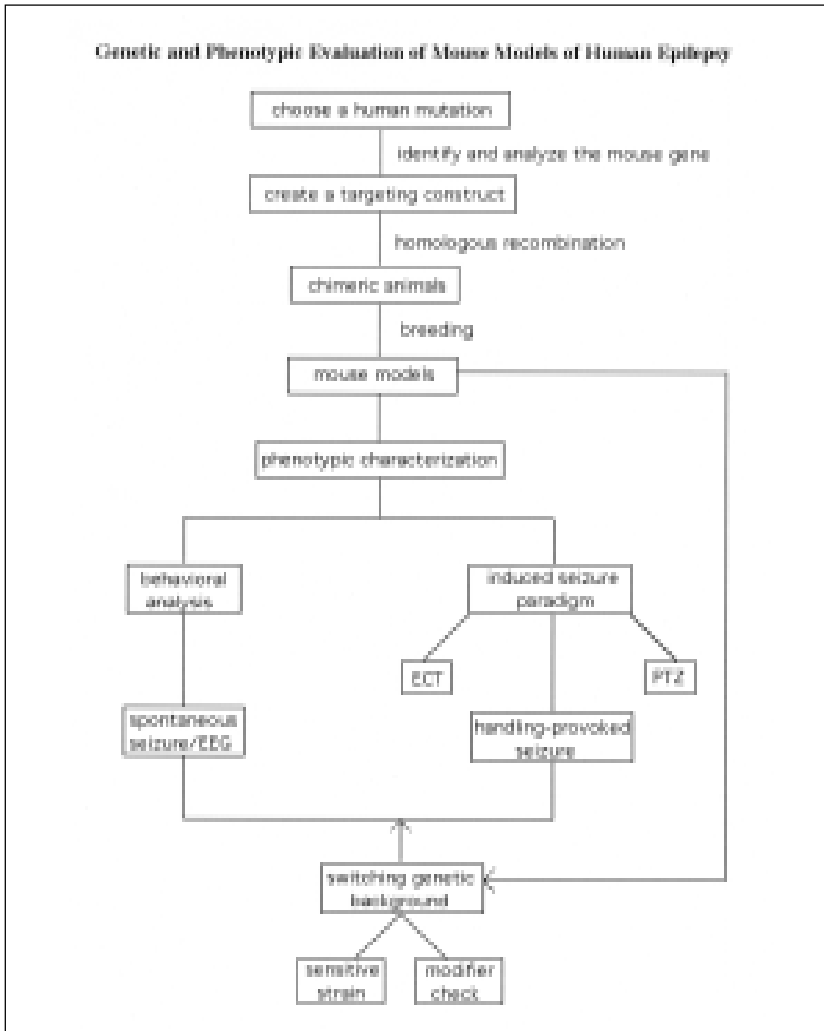 Genetic and Phenotypic Evaluation of Mouse Models of Human Epilepsy
choose a human mutation
identify and analyze the mouse gene
create a targeting construct
homologous recombination
chimeric animals
breeding
mouse models
phenotypic characterization
behavioral
analysis
induced seizure
paradigm
ECT
PTZ
spontaneous
seizure/EEG
handling-provoked
seizure
switching genetic
background
sensitive
strain
modifier
check